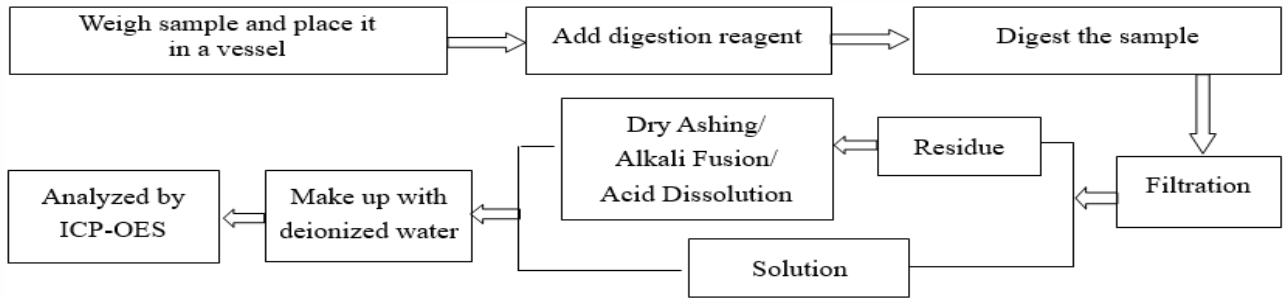 Weigh sample and place it
in a vessel
Add digestion reagent
Digest the sample
Filtration
Residue
Dry Ashing/
Alkali Fusion/
Acid Dissolution
Solution
Make up with
deionized water
Analyzed by
ICP-OES